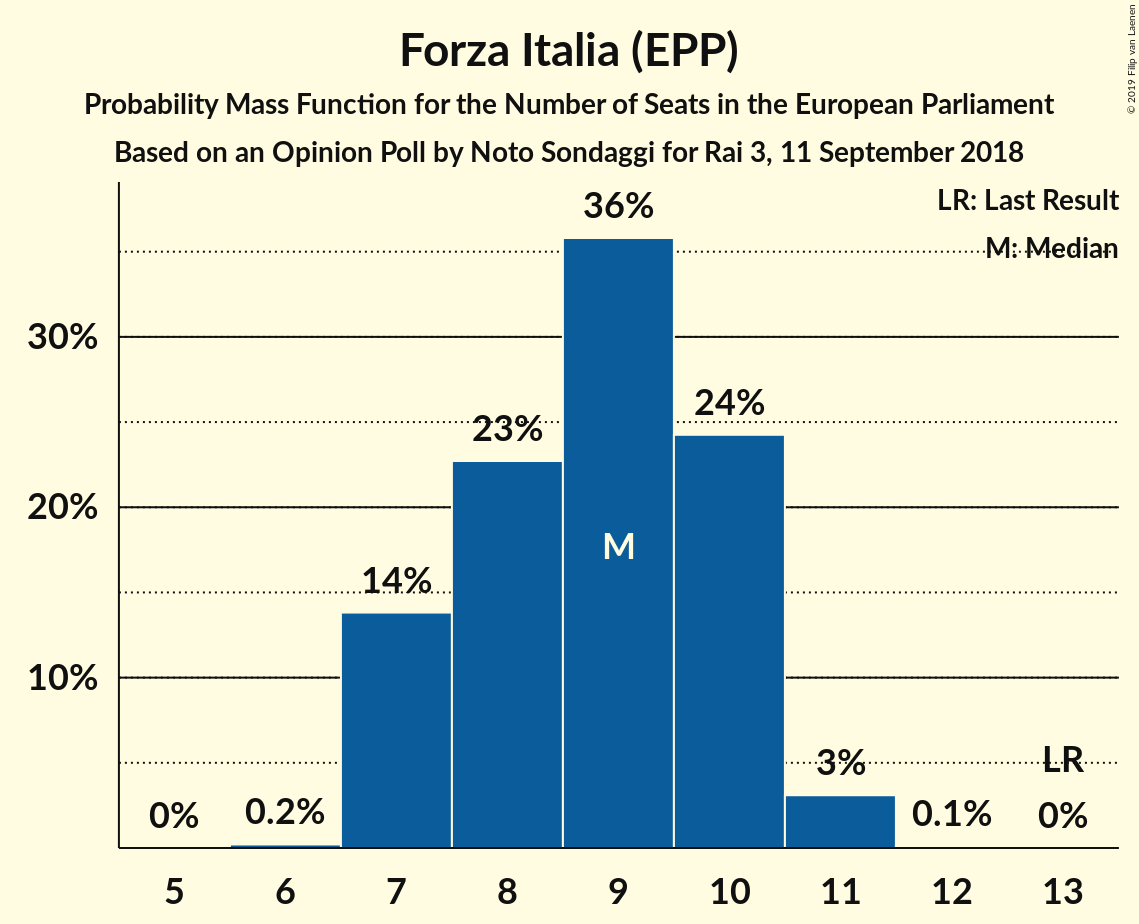 Forza Italia (EPP)
Probability Mass Function for the Number of Seats in the European Parliament
Based on an Opinion Poll by Noto Sondaggi for Rai 3, 11 September 2018
© 2019 Filip van Laenen
LR: Last Result
M: Median
36%
30%
24%
23%
20%
M
14%
10%
3%
LR
0%
0.2%
0.1%
0%
5 6 7 8 9 10 11 12 13